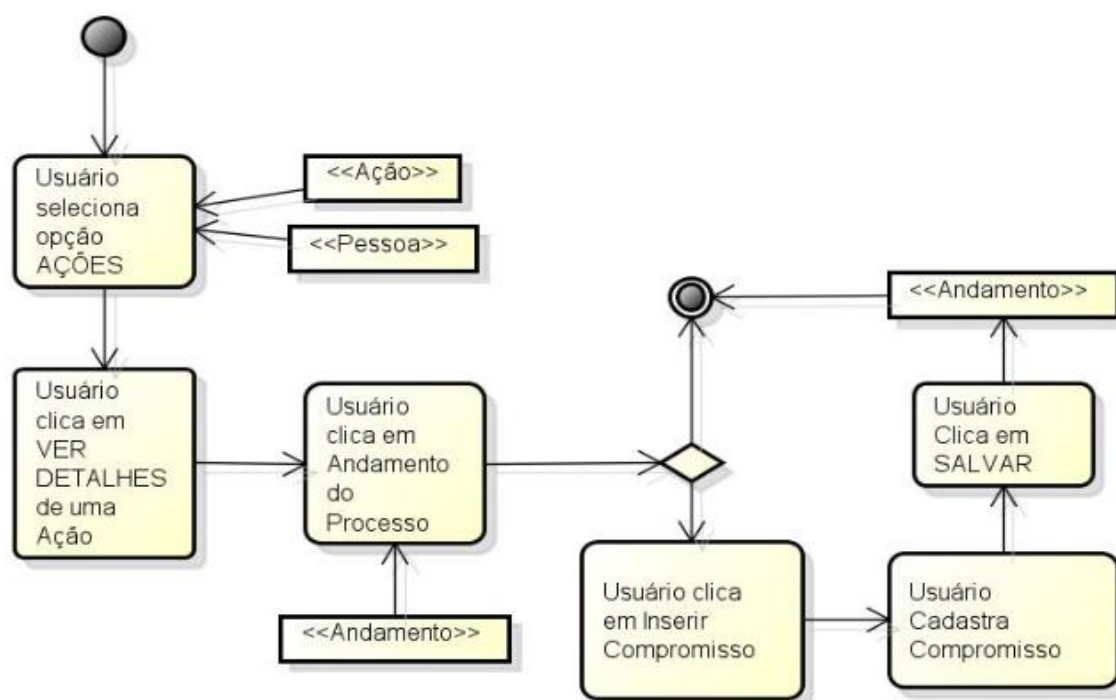 Usuário
seleciona
opção
AÇÕES
<<Ação>>
<<Pessoa>>
Usuário
clica em
VER
DETALHES
de uma
Ação
Usuário
clica em
Andamento
do
Processo
<<Andamento>>
Usuário clica
em Inserir
Compromisso
Usuário
Cadastra
Compromisso
Usuário
Clica em
SALVAR
<<Andamento>>